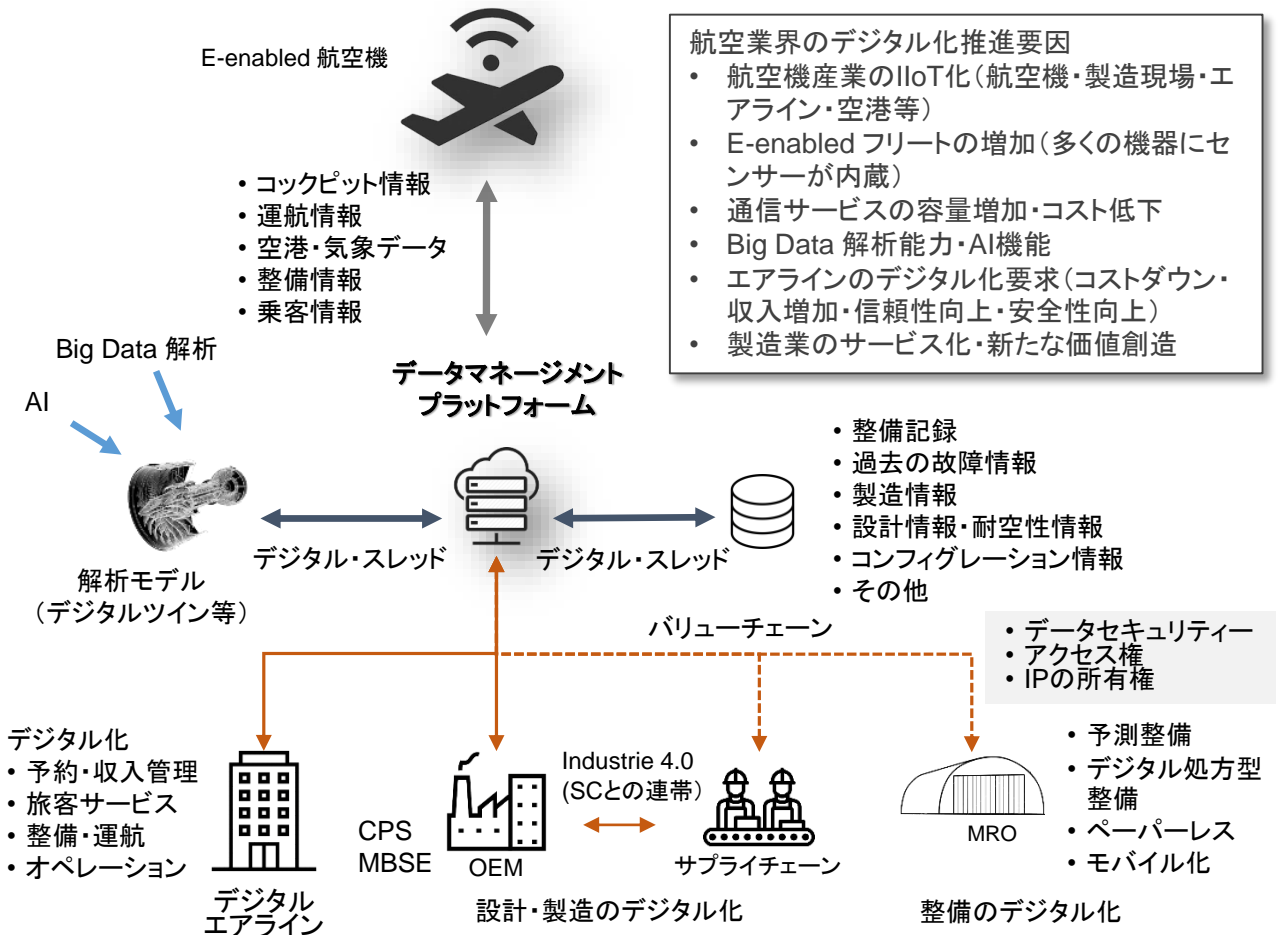 E-enabled 航空機
航空業界のデジタル化推進要因
• 航空機産業のIIoT化(航空機・製造現場・エ
アライン・空港等)
• E-enabled フリートの増加(多くの機器にセ
ンサーが内蔵)
• 通信サービスの容量増加・コスト低下
• Big Data 解析能力・AI機能
• エアラインのデジタル化要求(コストダウン・
収入増加・信頼性向上・安全性向上)
• 製造業のサービス化・新たな価値創造
• コックピット情報
• 運航情報
• 空港・気象データ
• 整備情報
• 乗客情報
Big Data 解析
AI
データマネージメント
プラットフォーム
• 整備記録
• 過去の故障情報
• 製造情報
• 設計情報・耐空性情報
• コンフィグレーション情報
• その他
デジタル・スレッド
デジタル・スレッド
解析モデル
(デジタルツイン等)
バリューチェーン
• データセキュリティー
• アクセス権
• IPの所有権
デジタル化
• 予約・収入管理
• 旅客サービス
• 整備・運航
• オペレーション
デジタル
エアライン
CPS
MBSE
OEM
Industrie 4.0
(SCとの連帯)
サプライチェーン
設計・製造のデジタル化
MRO
• 予測整備
• デジタル処方型
整備
• ペーパーレス
• モバイル化
整備のデジタル化